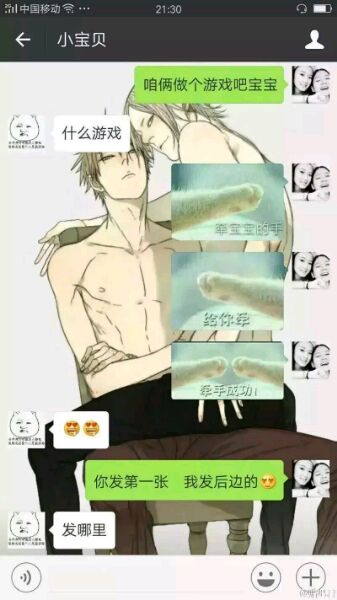 中国移动
21:30
小宝贝
咱俩做个游戏吧宝宝
什么游戏
牵宝宝的手
给你牵
牵手成功!
你发第一张 我发后边的
发哪里